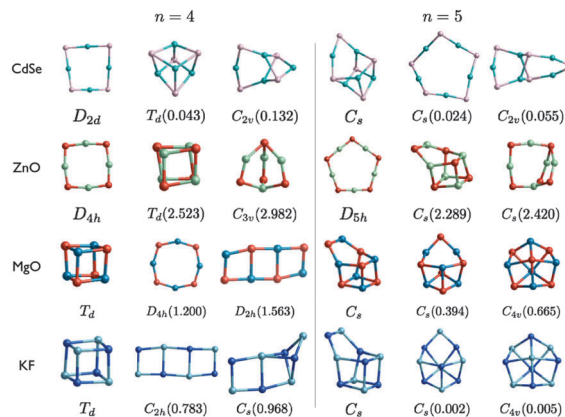 n = 4 n = 5
CdSe
D2d Td(0.043) C2v(0.132) Cs Cs(0.024) C2v(0.055)
ZnO
D4h Td(2.523) C3v(2.982) D5h Cs(2.289) Cs(2.420)
MgO
Td D4h(1.200) D2h(1.563) Cs Cs(0.394) C4v(0.665)
KF
Td C2h(0.783) Cs(0.968) Cs Cs(0.002) C4v(0.005)